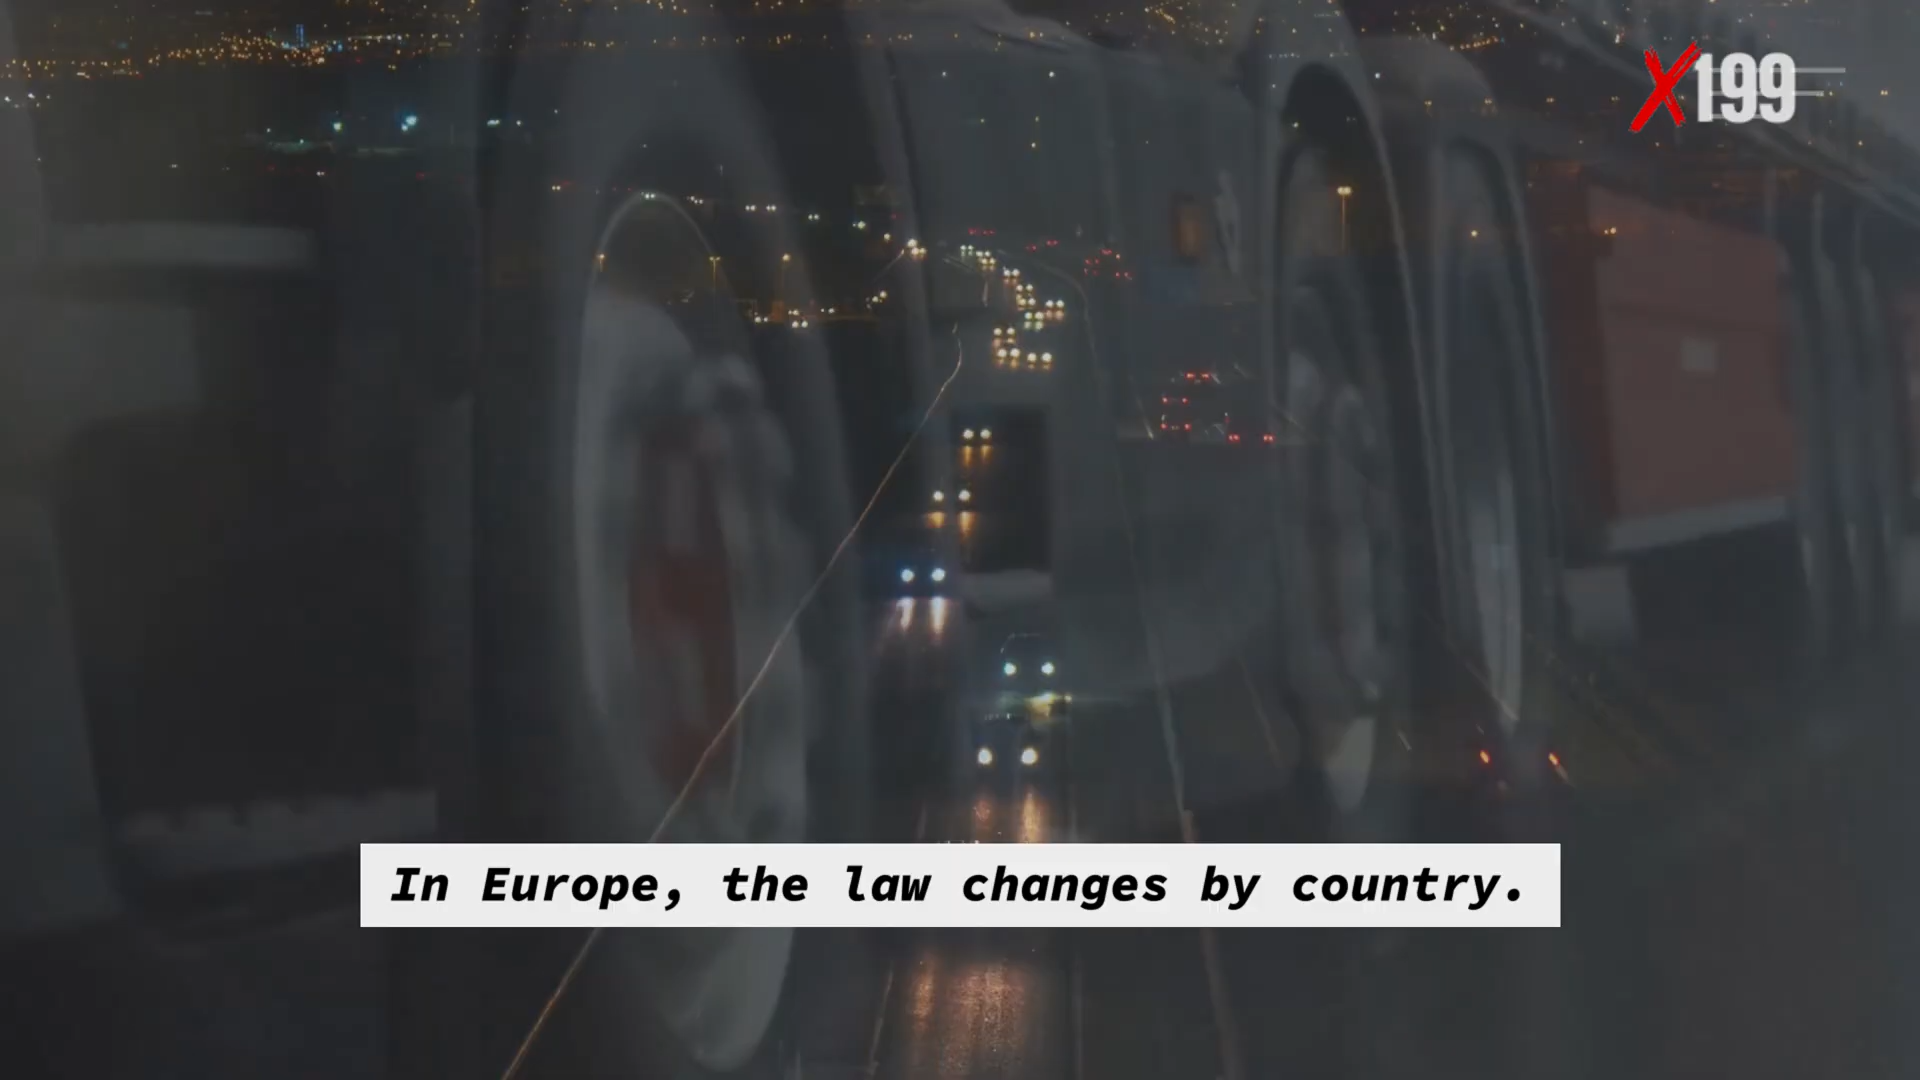 X199
In Europe, the law changes by country.